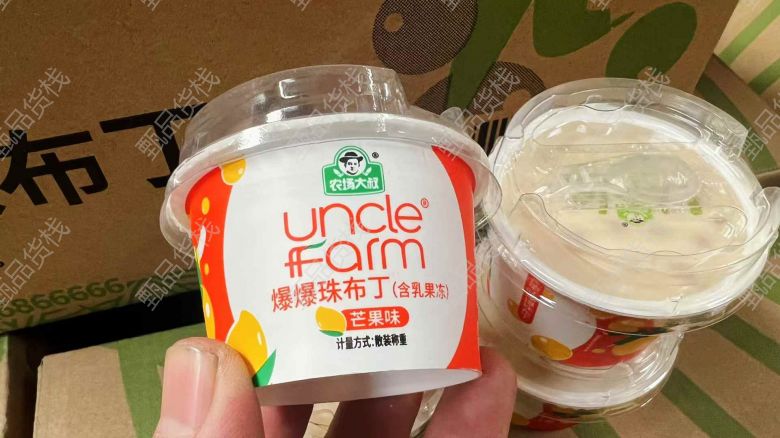 布丁
6866666
农场大叔®
uncle®
Farm
爆爆珠布丁(含乳果冻)
芒果味
计量方式:散装称重
甄品货栈